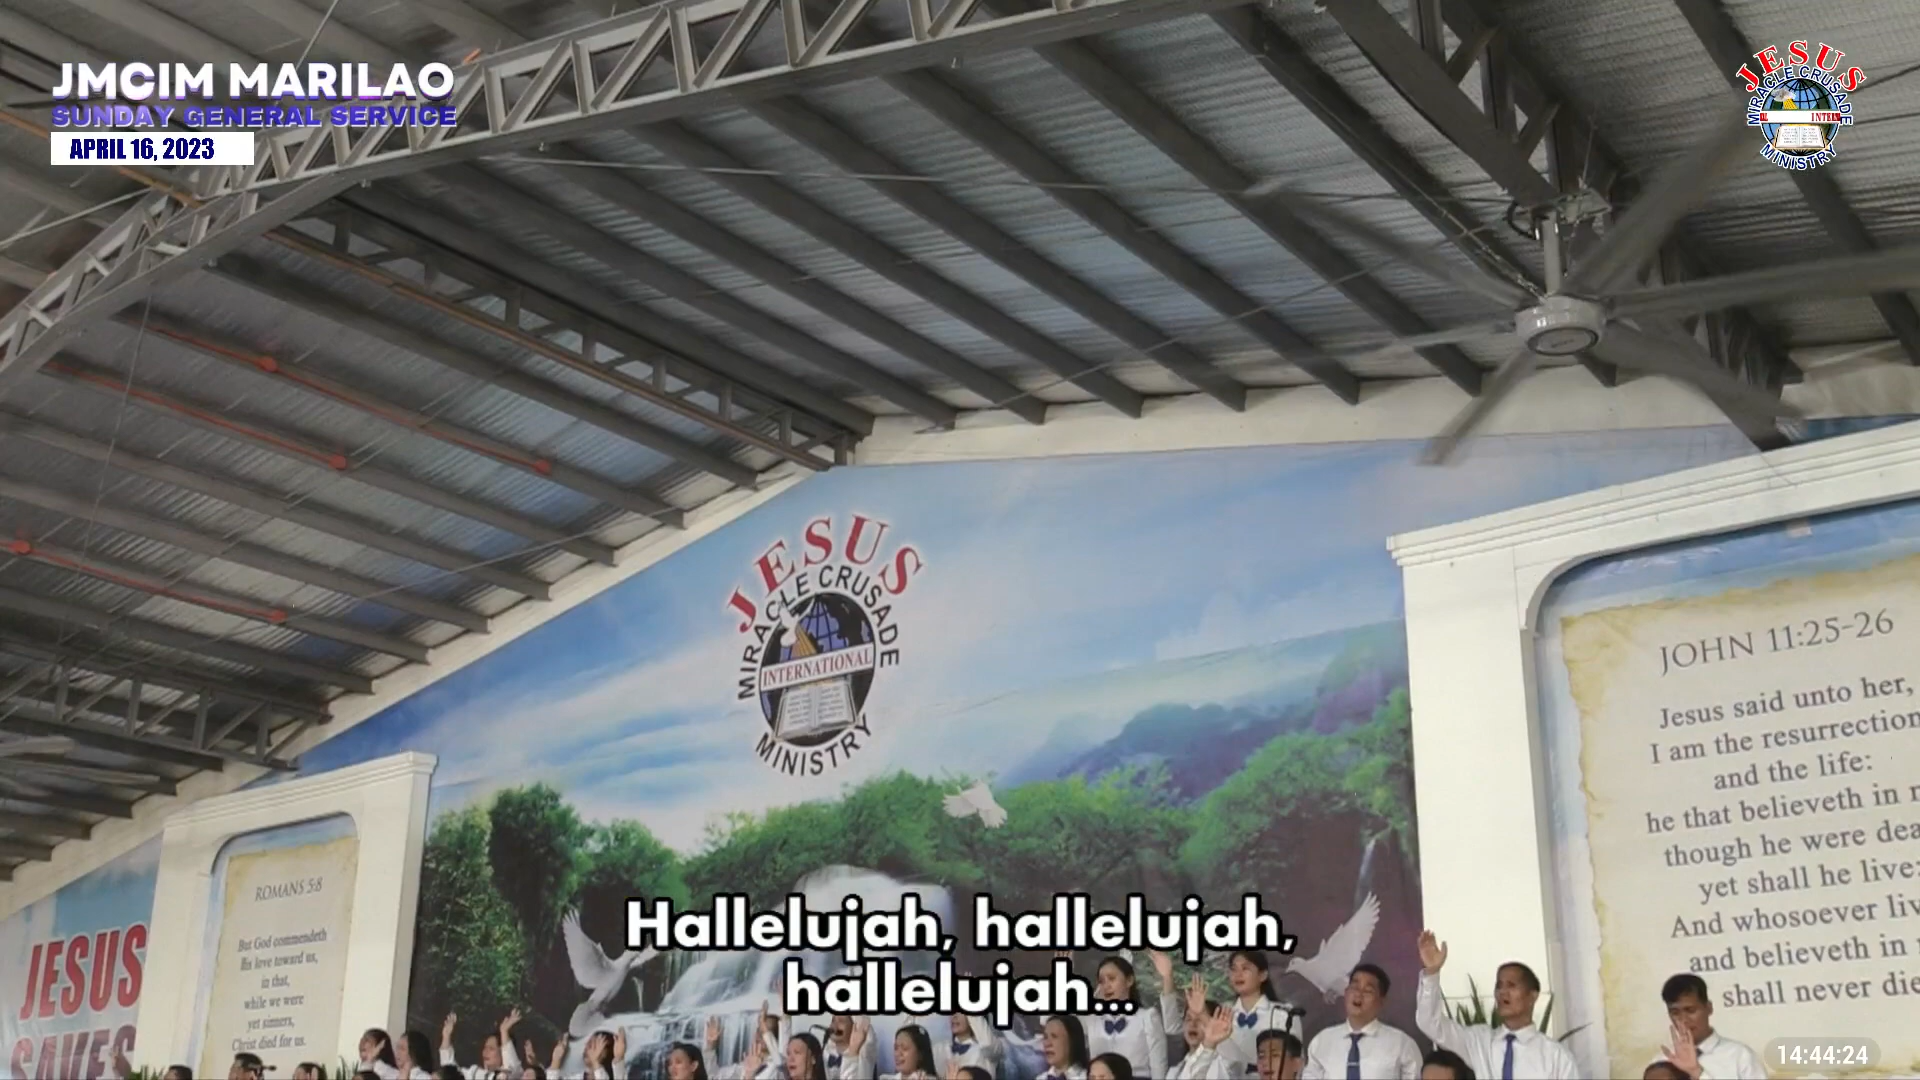 JMCIM MARILAO
SUNDAY GENERAL SERVICE
APRIL 16, 2023
JESUS
MIRACLE CRUSADE
MINISTRY
JESUS
MIRACLE CRUSADE
INTERNATIONAL
MINISTRY
JOHN 11:25-26
Jesus said unto her,
I am the resurrection
and the life:
he that believeth in
though he were
yet shall he live:
And whosoever
and believeth in
shall never
ROMANS 5:8
But God commendeth
His love toward us,
in that,
while we were
yet sinners,
Christ died for us.
JESUS
SAVES
Hallelujah, hallelujah,
hallelujah...
14:44:24